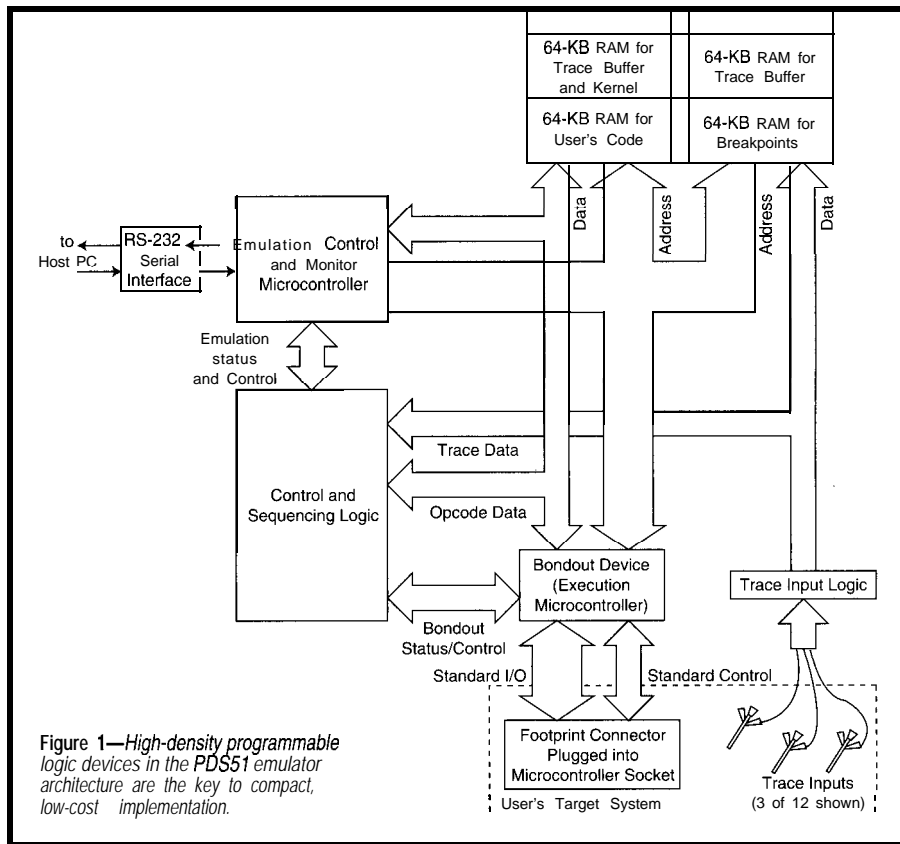 64-KB RAM for
Trace Buffer
and Kernel
64-KB RAM for
Trace Buffer
64-KB RAM for
User's Code
64-KB RAM for
Breakpoints
Data
Address
Address
Data
to
Host PC
RS-232
Serial
Interface
Emulation Control
and Monitor
Microcontroller
Emulation
status
and Control
Trace Data
Control and
Sequencing Logic
Opcode Data
Bondout Device
(Execution
Microcontroller)
Trace Input Logic
Bondout
Status/Control
Standard I/O
Standard Control
Footprint Connector
Plugged into
Microcontroller Socket
User's Target System
Trace Inputs
(3 of 12 shown)
Figure 1—High-density programmable
logic devices in the PDS51 emulator
architecture are the key to compact,
low-cost implementation.